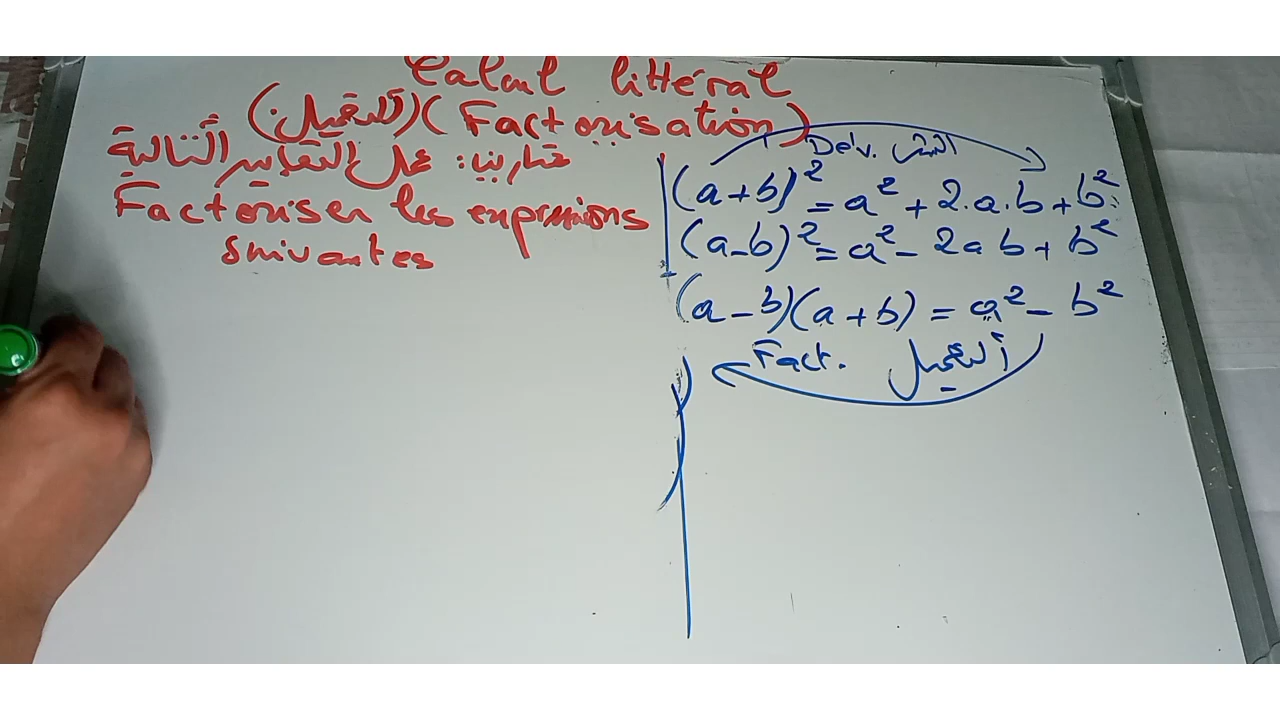 Calcul littéral
(التعميل) (Factorisation)
تمارين: عمل التعابير التالية
Factoriser les expressions
suivantes
Dév. النشر
(a+b)² = a² + 2.a.b + b²
(a-b)² = a² - 2ab + b²
(a-b)(a+b) = a² - b²
Fact. التعميل